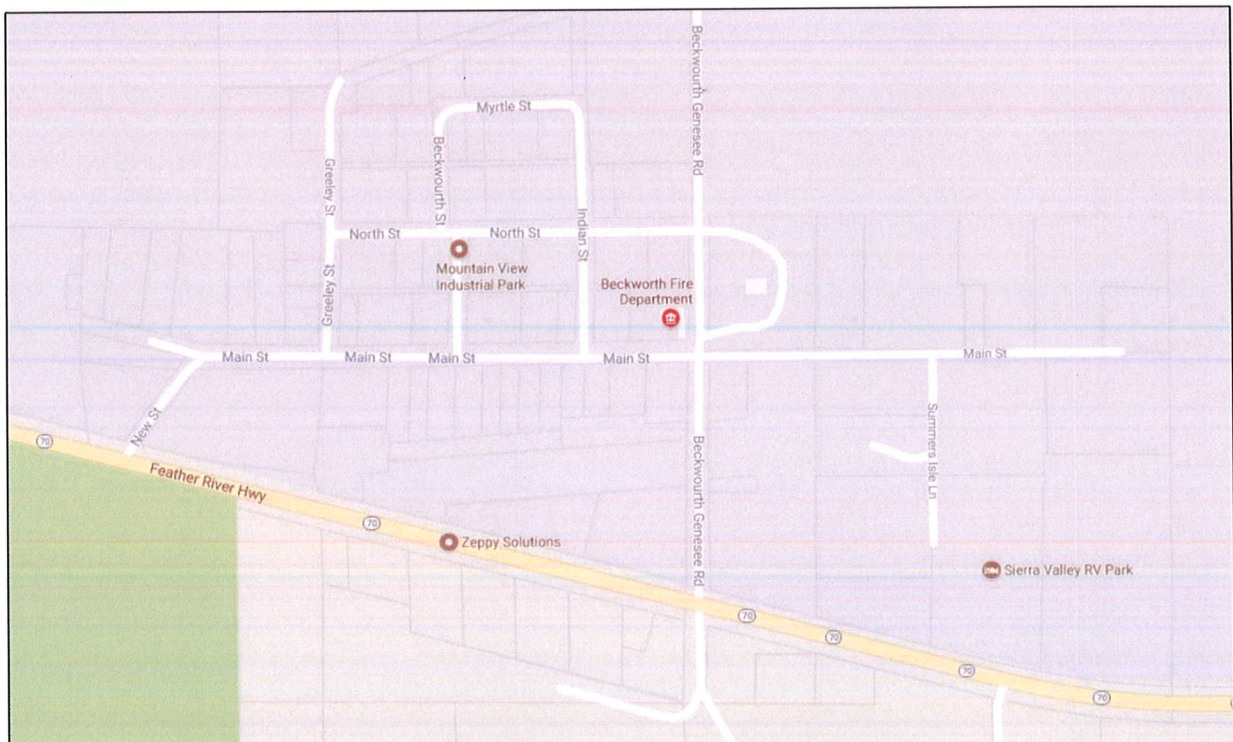 Beckwourth Genesee Rd
Myrtle St
Beckwourth St
Greeley St
Indian St
North St
North St
Mountain View
Industrial Park
Greeley St
Beckworth Fire
Department
Main St
Main St
Main St
Main St
Main St
New St
Summers Isle Ln
Beckwourth Genesee Rd
70
Feather River Hwy
70
Zeppy Solutions
Sierra Valley RV Park
70
70
70
70